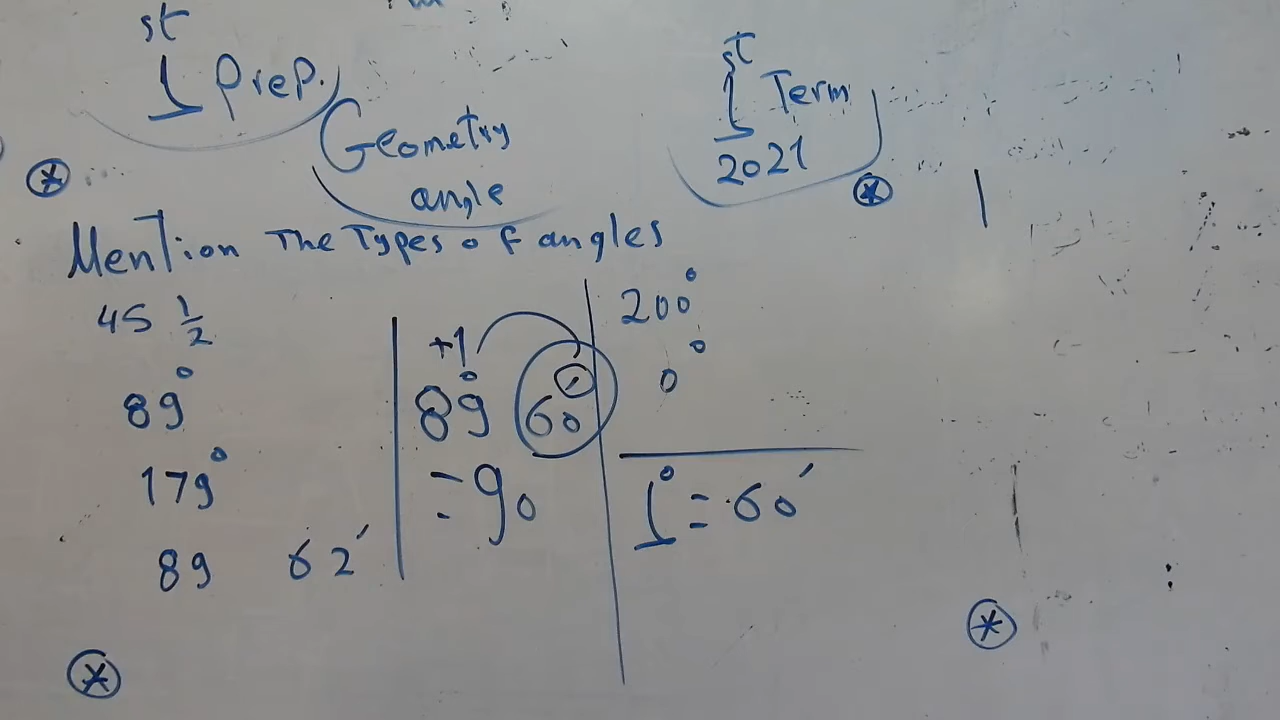 1st Prep.
Geometry
angle
1st Term
2021
Mention The Types of angles
45 1/2
89°
179°
89 62′
+1
89° 60′
= 90
200°
0°
1° = 60′